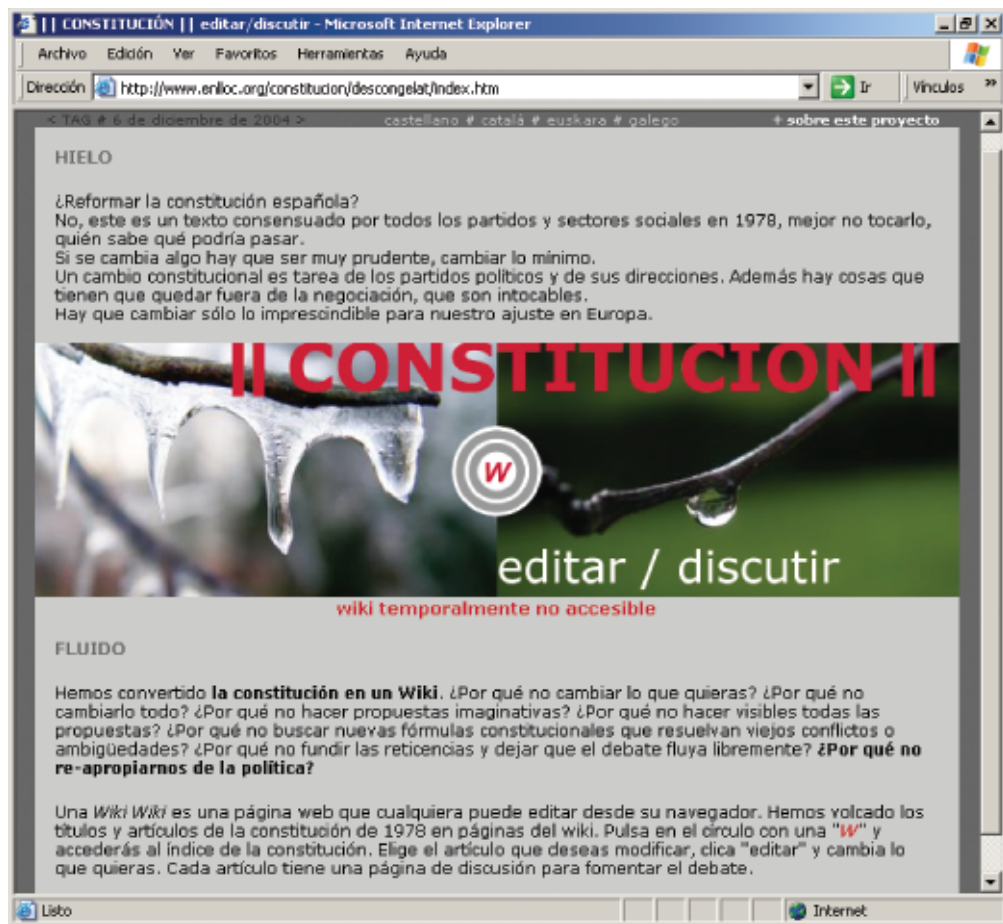 || CONSTITUCIÓN || editar/discutir - Microsoft Internet Explorer
Archivo Edición Ver Favoritos Herramientas Ayuda
Dirección http://www.enlloc.org/constitucion/descongelat/index.htm Ir Vínculos »
< TAG # 6 de diciembre de 2004 > castellano # català # euskara # galego + sobre este proyecto
HIELO
¿Reformar la constitución española?
No, este es un texto consensuado por todos los partidos y sectores sociales en 1978, mejor no tocarlo,
quién sabe qué podría pasar.
Si se cambia algo hay que ser muy prudente, cambiar lo mínimo.
Un cambio constitucional es tarea de los partidos políticos y de sus direcciones. Además hay cosas que
tienen que quedar fuera de la negociación, que son intocables.
Hay que cambiar sólo lo imprescindible para nuestro ajuste en Europa.
|| CONSTITUCION ||
W
editar / discutir
wiki temporalmente no accesible
FLUIDO
Hemos convertido la constitución en un Wiki. ¿Por qué no cambiar lo que quieras? ¿Por qué no
cambiarlo todo? ¿Por qué no hacer propuestas imaginativas? ¿Por qué no hacer visibles todas las
propuestas? ¿Por qué no buscar nuevas fórmulas constitucionales que resuelvan viejos conflictos o
ambigüedades? ¿Por qué no fundir las reticencias y dejar que el debate fluya libremente? ¿Por qué no
re-apropiarnos de la política?
Una Wiki Wiki es una página web que cualquiera puede editar desde su navegador. Hemos volcado los
títulos y artículos de la constitución de 1978 en páginas del wiki. Pulsa en el círculo con una "W" y
accederás al índice de la constitución. Elige el artículo que deseas modificar, clica "editar" y cambia lo
que quieras. Cada artículo tiene una página de discusión para fomentar el debate.
Listo Internet